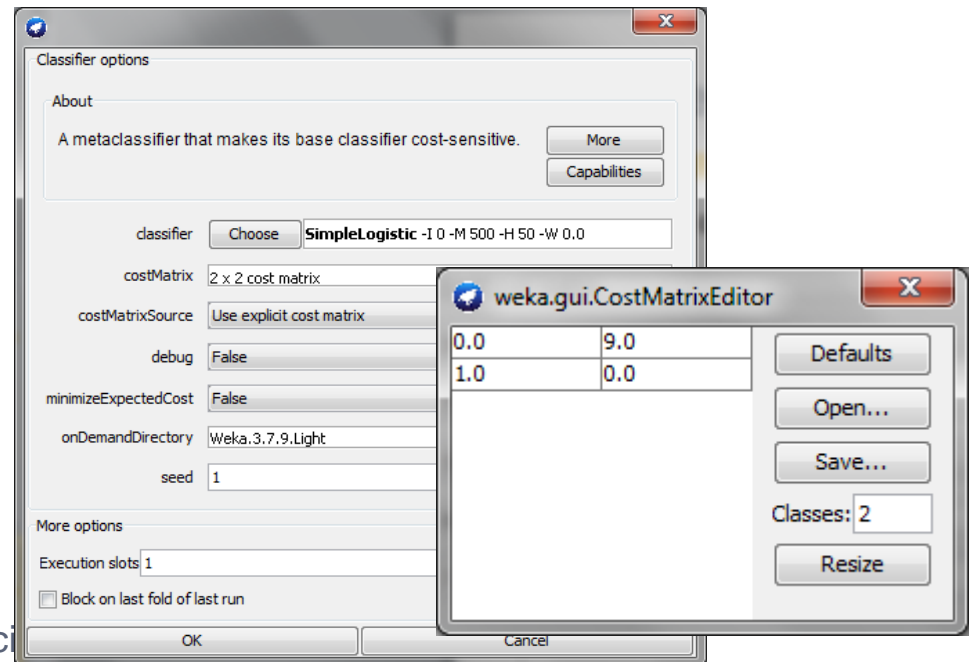 Classifier options
About
A metaclassifier that makes its base classifier cost-sensitive.
More
Capabilities
classifier Choose SimpleLogistic -I 0 -M 500 -H 50 -W 0.0
costMatrix 2 x 2 cost matrix
costMatrixSource Use explicit cost matrix
debug False
minimizeExpectedCost False
onDemandDirectory Weka.3.7.9.Light
seed 1
More options
Execution slots 1
Block on last fold of last run
OK Cancel
weka.gui.CostMatrixEditor
0.0 9.0
1.0 0.0
Defaults
Open...
Save...
Classes: 2
Resize